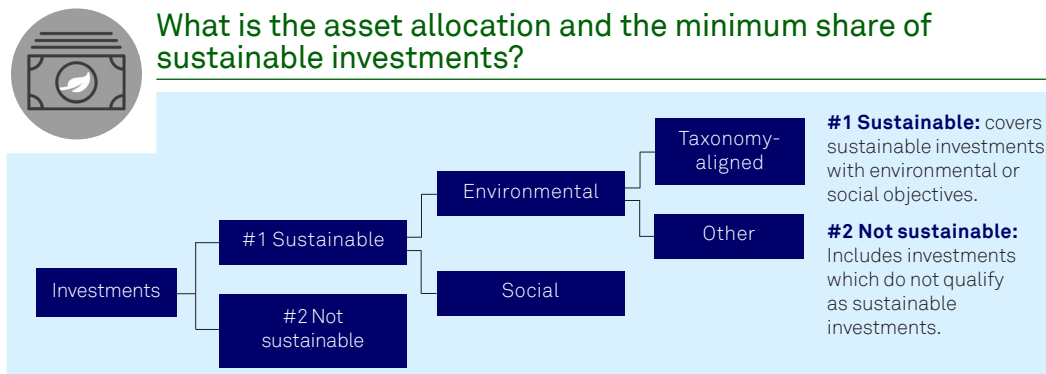 What is the asset allocation and the minimum share of
sustainable investments?
Investments
#1 Sustainable
#2 Not
sustainable
Environmental
Social
Taxonomy-
aligned
Other
#1 Sustainable: covers
sustainable investments
with environmental or
social objectives.
#2 Not sustainable:
Includes investments
which do not qualify
as sustainable
investments.